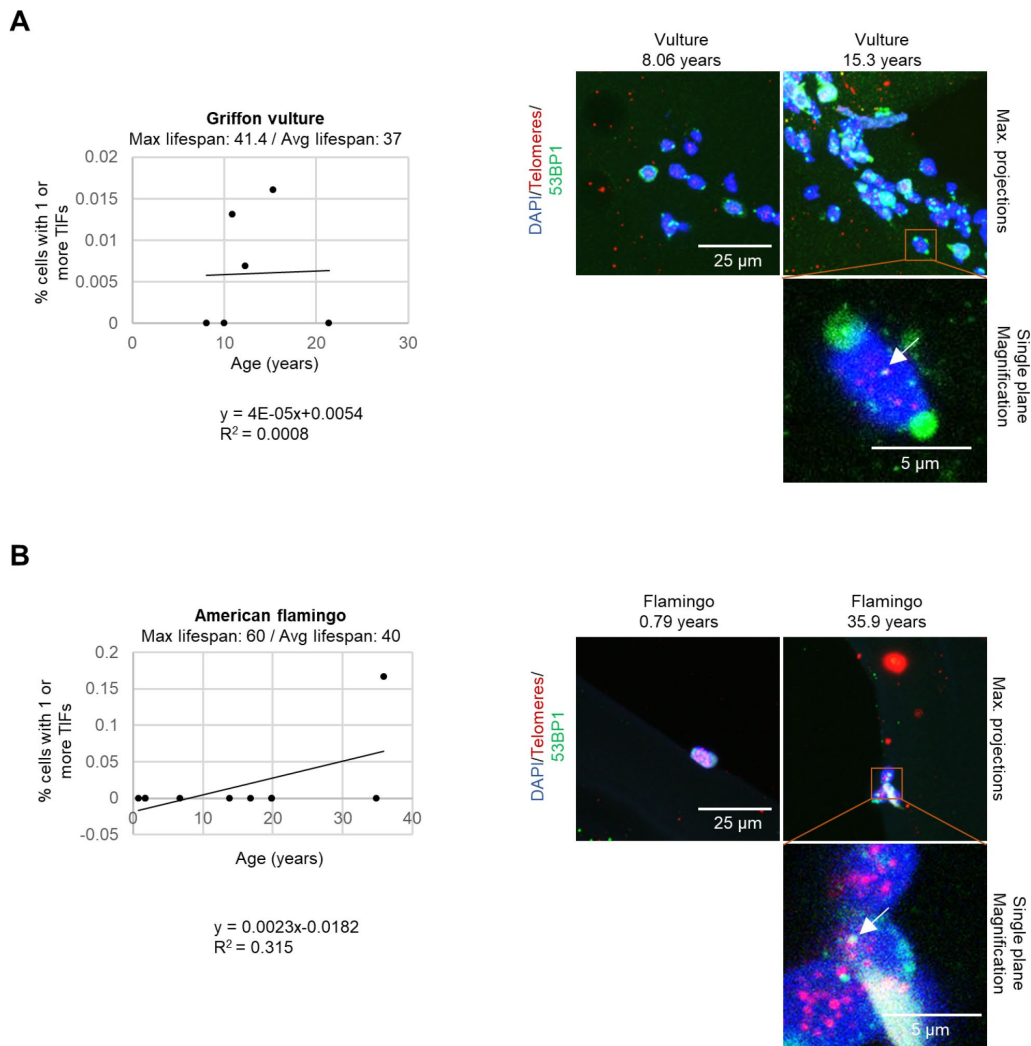 A
Griffon vulture
Max lifespan: 41.4 / Avg lifespan: 37
% cells with 1 or
more TIFs
0.02
0.015
0.01
0.005
0
0 10 20 30
Age (years)
y = 4E-05x+0.0054
R² = 0.0008
Vulture
8.06 years
Vulture
15.3 years
DAPI/Telomeres/
53BP1
25 µm
Max. projections
5 µm
Single plane
Magnification
B
American flamingo
Max lifespan: 60 / Avg lifespan: 40
% cells with 1 or
more TIFs
0.2
0.15
0.1
0.05
0
-0.05
0 10 20 30 40
Age (years)
y = 0.0023x-0.0182
R² = 0.315
Flamingo
0.79 years
Flamingo
35.9 years
DAPI/Telomeres/
53BP1
25 µm
Max. projections
5 µm
Single plane
Magnification